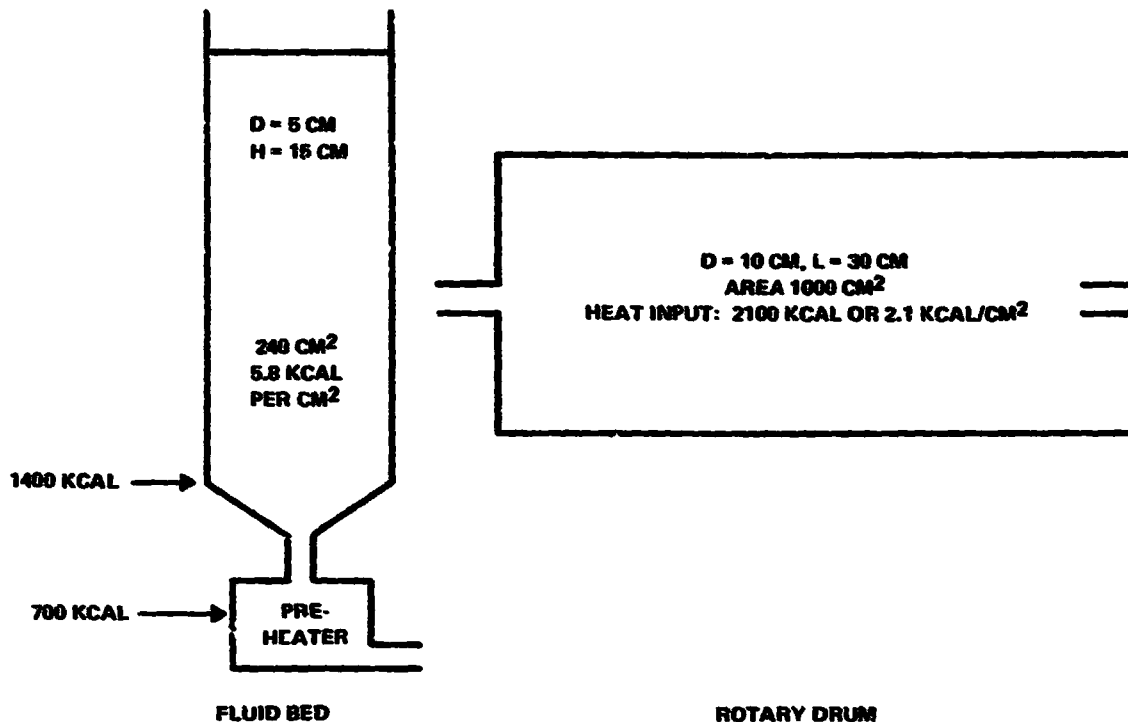 D = 5 CM
H = 15 CM
240 CM²
5.8 KCAL
PER CM²
1400 KCAL
700 KCAL
PRE-
HEATER
FLUID BED
D = 10 CM, L = 30 CM
AREA 1000 CM²
HEAT INPUT: 2100 KCAL OR 2.1 KCAL/CM²
ROTARY DRUM